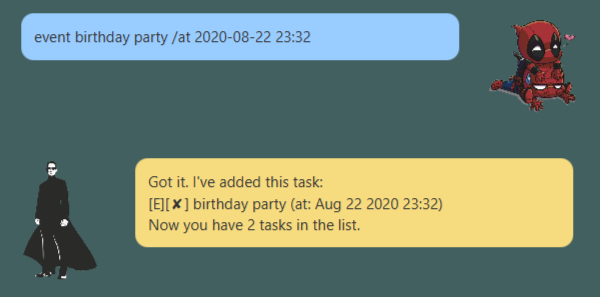 event birthday party /at 2020-08-22 23:32
Got it. I've added this task:
[E][✘] birthday party (at: Aug 22 2020 23:32)
Now you have 2 tasks in the list.